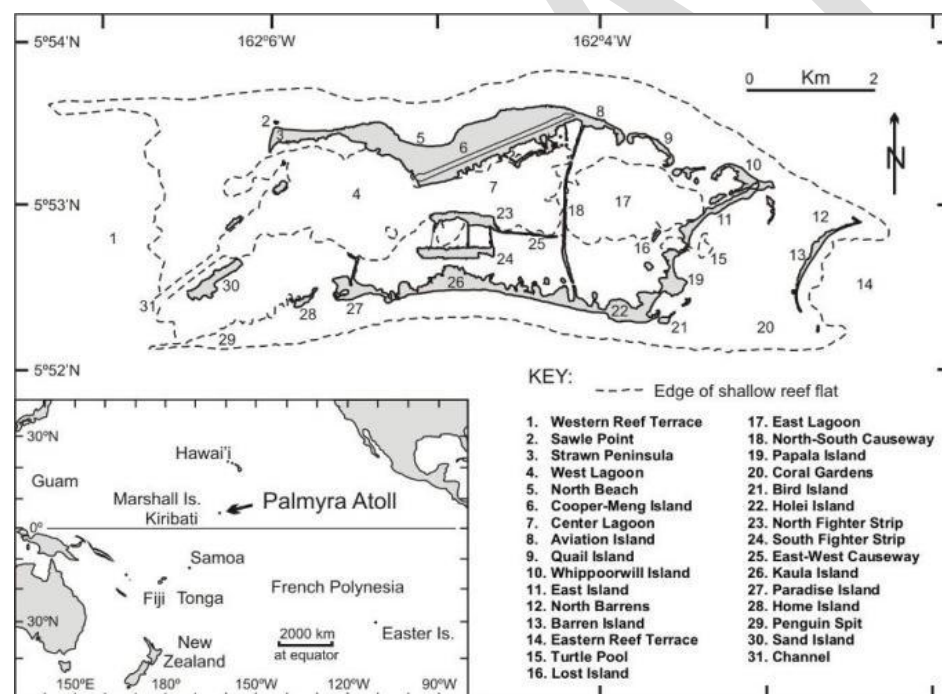 5º54’N
162º6’W
162º4’W
0 Km 2
N
2
3
5
6
8
9
10
4
7
17
11
1
23
18
12
16
15
13
25
24
14
30
26
19
31
28
27
22
21
20
29
5º53’N
5º52’N
KEY:
Edge of shallow reef flat
1. Western Reef Terrace
2. Sawle Point
3. Strawn Peninsula
4. West Lagoon
5. North Beach
6. Cooper-Meng Island
7. Center Lagoon
8. Aviation Island
9. Quail Island
10. Whippoorwill Island
11. East Island
12. North Barrens
13. Barren Island
14. Eastern Reef Terrace
15. Turtle Pool
16. Lost Island
17. East Lagoon
18. North-South Causeway
19. Papala Island
20. Coral Gardens
21. Bird Island
22. Holei Island
23. North Fighter Strip
24. South Fighter Strip
25. East-West Causeway
26. Kaula Island
27. Paradise Island
28. Home Island
29. Penguin Spit
30. Sand Island
31. Channel
30ºN
Hawai'i
Guam
Marshall Is.
Palmyra Atoll
Kiribati
0º
Samoa
French Polynesia
Fiji Tonga
30ºN
2000 km
at equator
Easter Is.
New
Zealand
150ºE
180º
150ºW
120ºW
90ºW